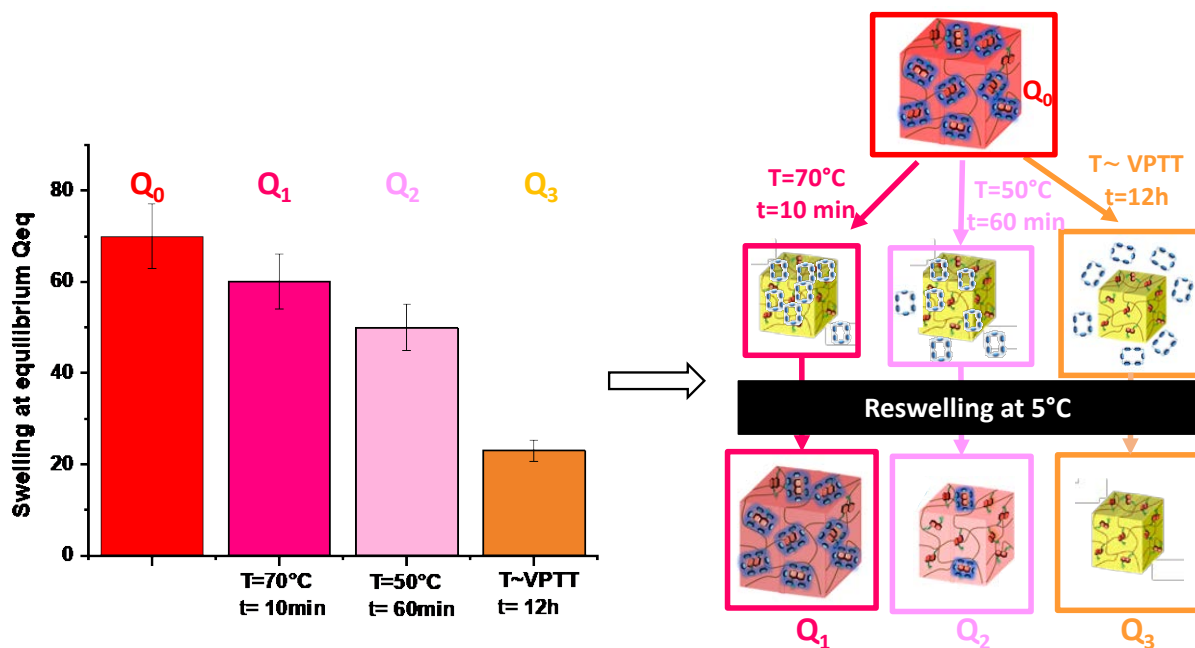 Swelling at equilibrium Qeq
80
60
40
20
0
Q₀
Q₁
Q₂
Q₃
T=70°C
t= 10min
T=50°C
t= 60min
T~VPTT
t= 12h
Q₀
T=70°C
t=10 min
T=50°C
t=60 min
T~ VPTT
t=12h
Reswelling at 5°C
Q₁
Q₂
Q₃